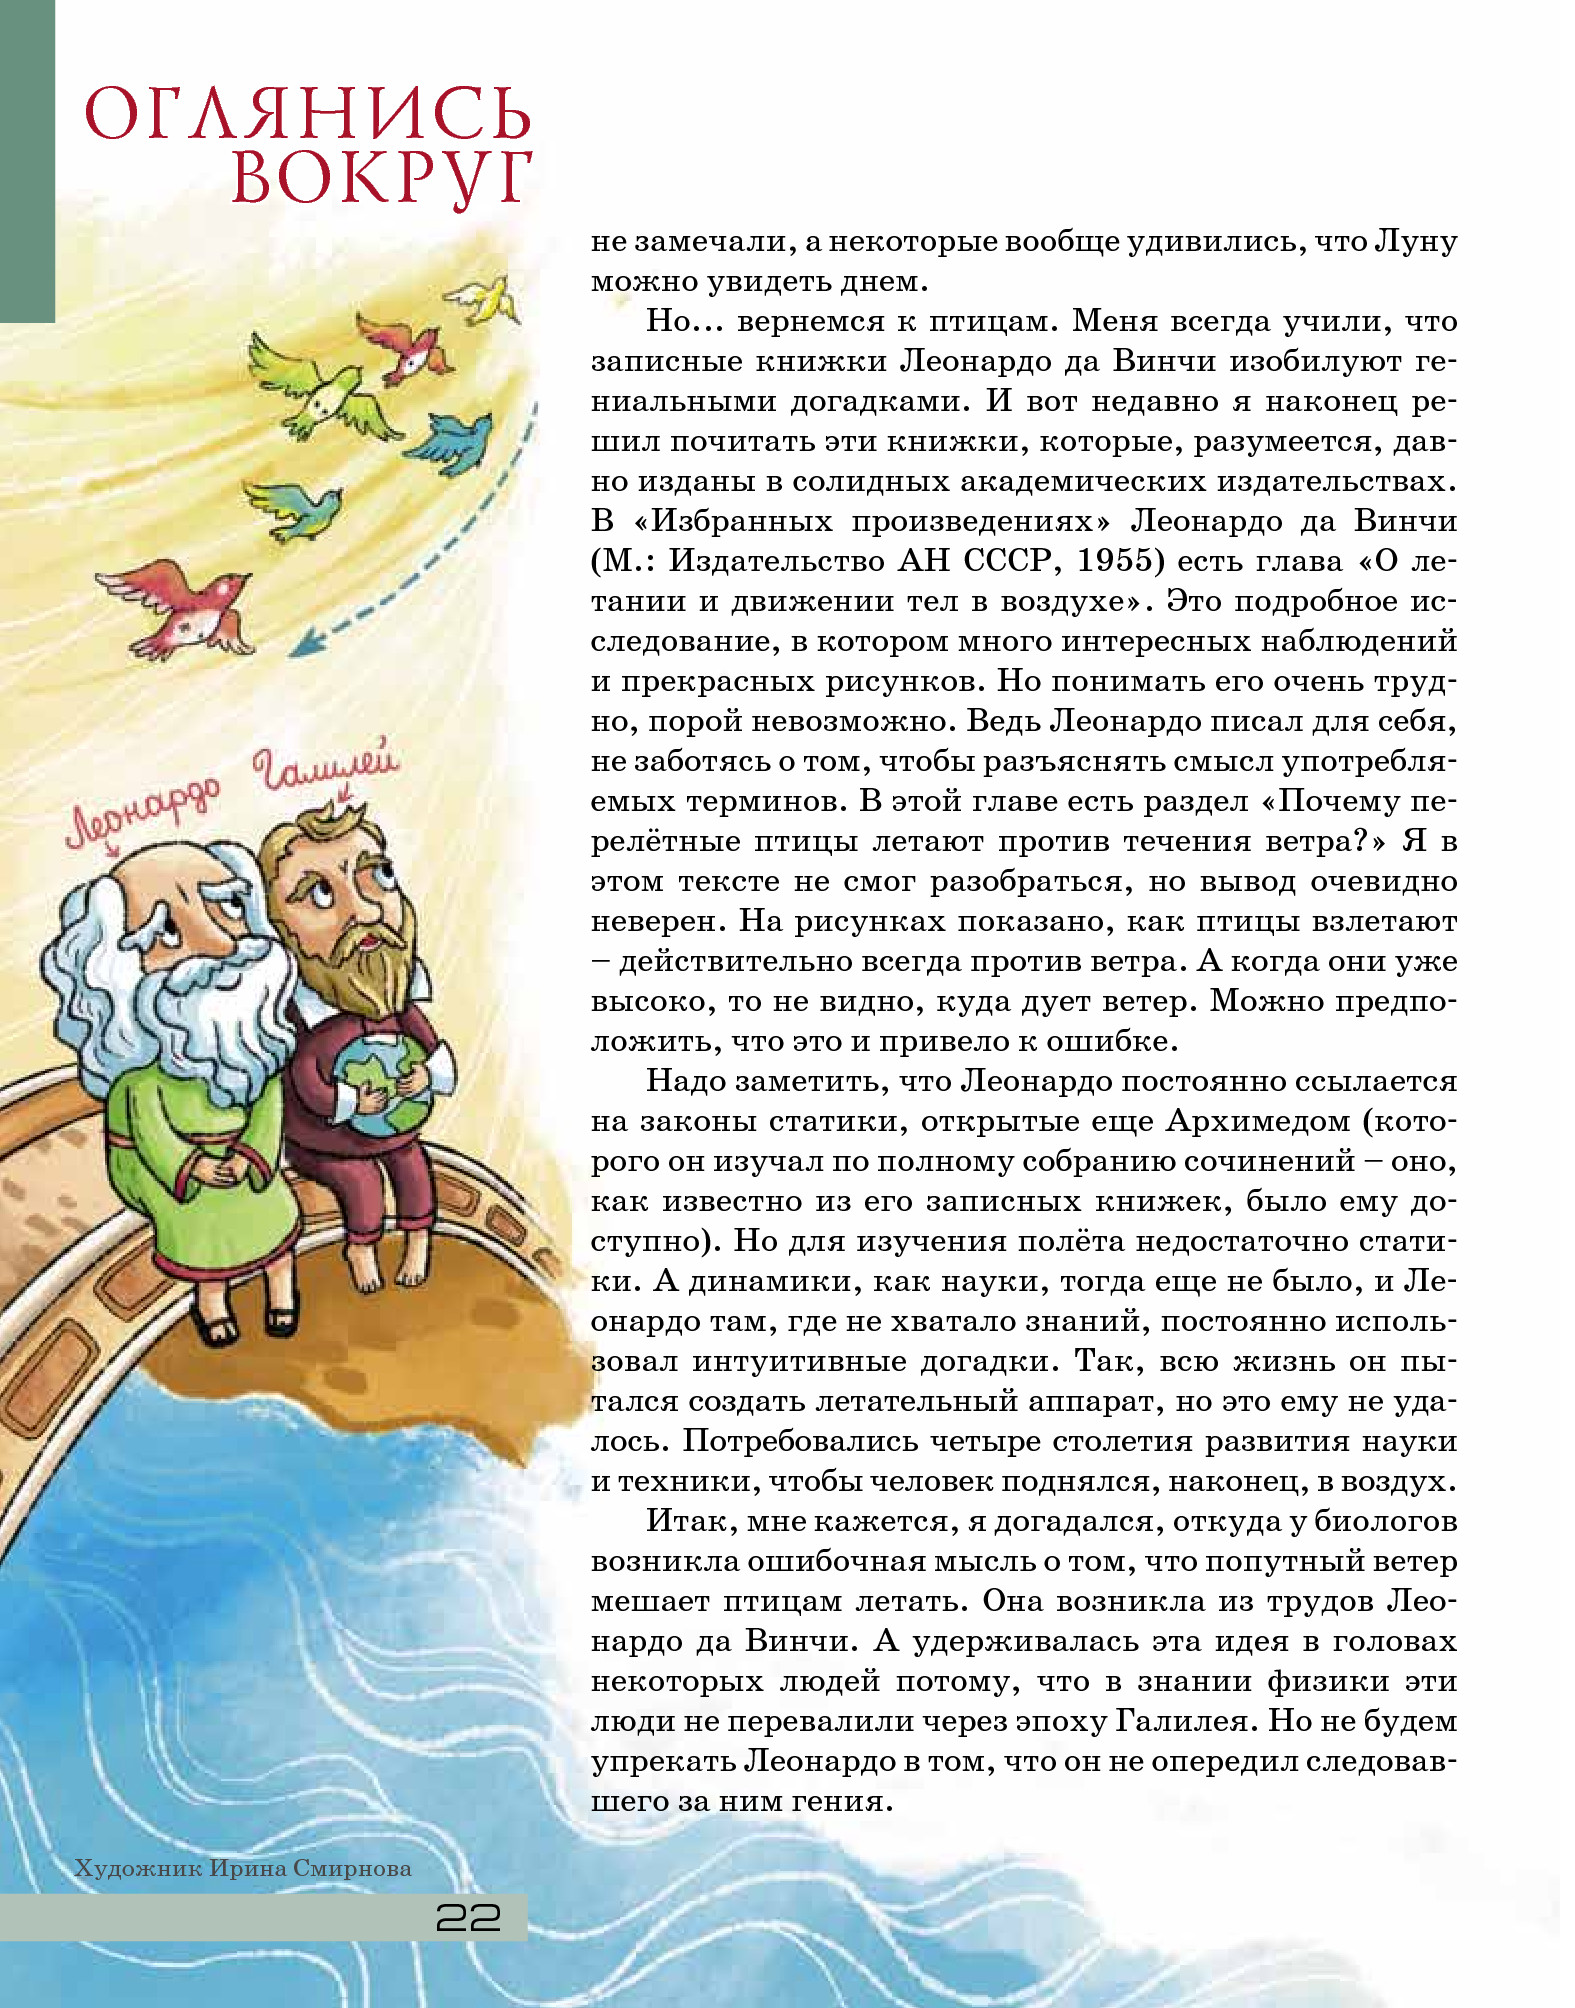 ОГЛЯНИСЬ
ВОКРУГ
не замечали, а некоторые вообще удивились, что Луну
можно увидеть днем.
Но... вернемся к птицам. Меня всегда учили, что
записные книжки Леонардо да Винчи изобилуют ге-
ниальными догадками. И вот недавно я наконец ре-
шил почитать эти книжки, которые, разумеется, дав-
но изданы в солидных академических издательствах.
В «Избранных произведениях» Леонардо да Винчи
(М.: Издательство АН СССР, 1955) есть глава «О ле-
тании и движении тел в воздухе». Это подробное ис-
следование, в котором много интересных наблюдений
и прекрасных рисунков. Но понимать его очень труд-
но, порой невозможно. Ведь Леонардо писал для себя,
не заботясь о том, чтобы разъяснять смысл употребля-
емых терминов. В этой главе есть раздел «Почему пе-
релётные птицы летают против течения ветра?» Я в
этом тексте не смог разобраться, но вывод очевидно
неверен. На рисунках показано, как птицы взлетают
– действительно всегда против ветра. А когда они уже
высоко, то не видно, куда дует ветер. Можно предпо-
ложить, что это и привело к ошибке.
Надо заметить, что Леонардо постоянно ссылается
на законы статики, открытые еще Архимедом (кото-
рого он изучал по полному собранию сочинений – оно,
как известно из его записных книжек, было ему до-
ступно). Но для изучения полёта недостаточно стати-
ки. А динамики, как науки, тогда еще не было, и Ле-
онардо там, где не хватало знаний, постоянно исполь-
зовал интуитивные догадки. Так, всю жизнь он пы-
тался создать летательный аппарат, но это ему не уда-
лось. Потребовались четыре столетия развития науки
и техники, чтобы человек поднялся, наконец, в воздух.
Итак, мне кажется, я догадался, откуда у биологов
возникла ошибочная мысль о том, что попутный ветер
мешает птицам летать. Она возникла из трудов Лео-
нардо да Винчи. А удерживалась эта идея в головах
некоторых людей потому, что в знании физики эти
люди не перевалили через эпоху Галилея. Но не будем
упрекать Леонардо в том, что он не опередил следовав-
шего за ним гения.
Леонардо
Галилей
Художник Ирина Смирнова
22